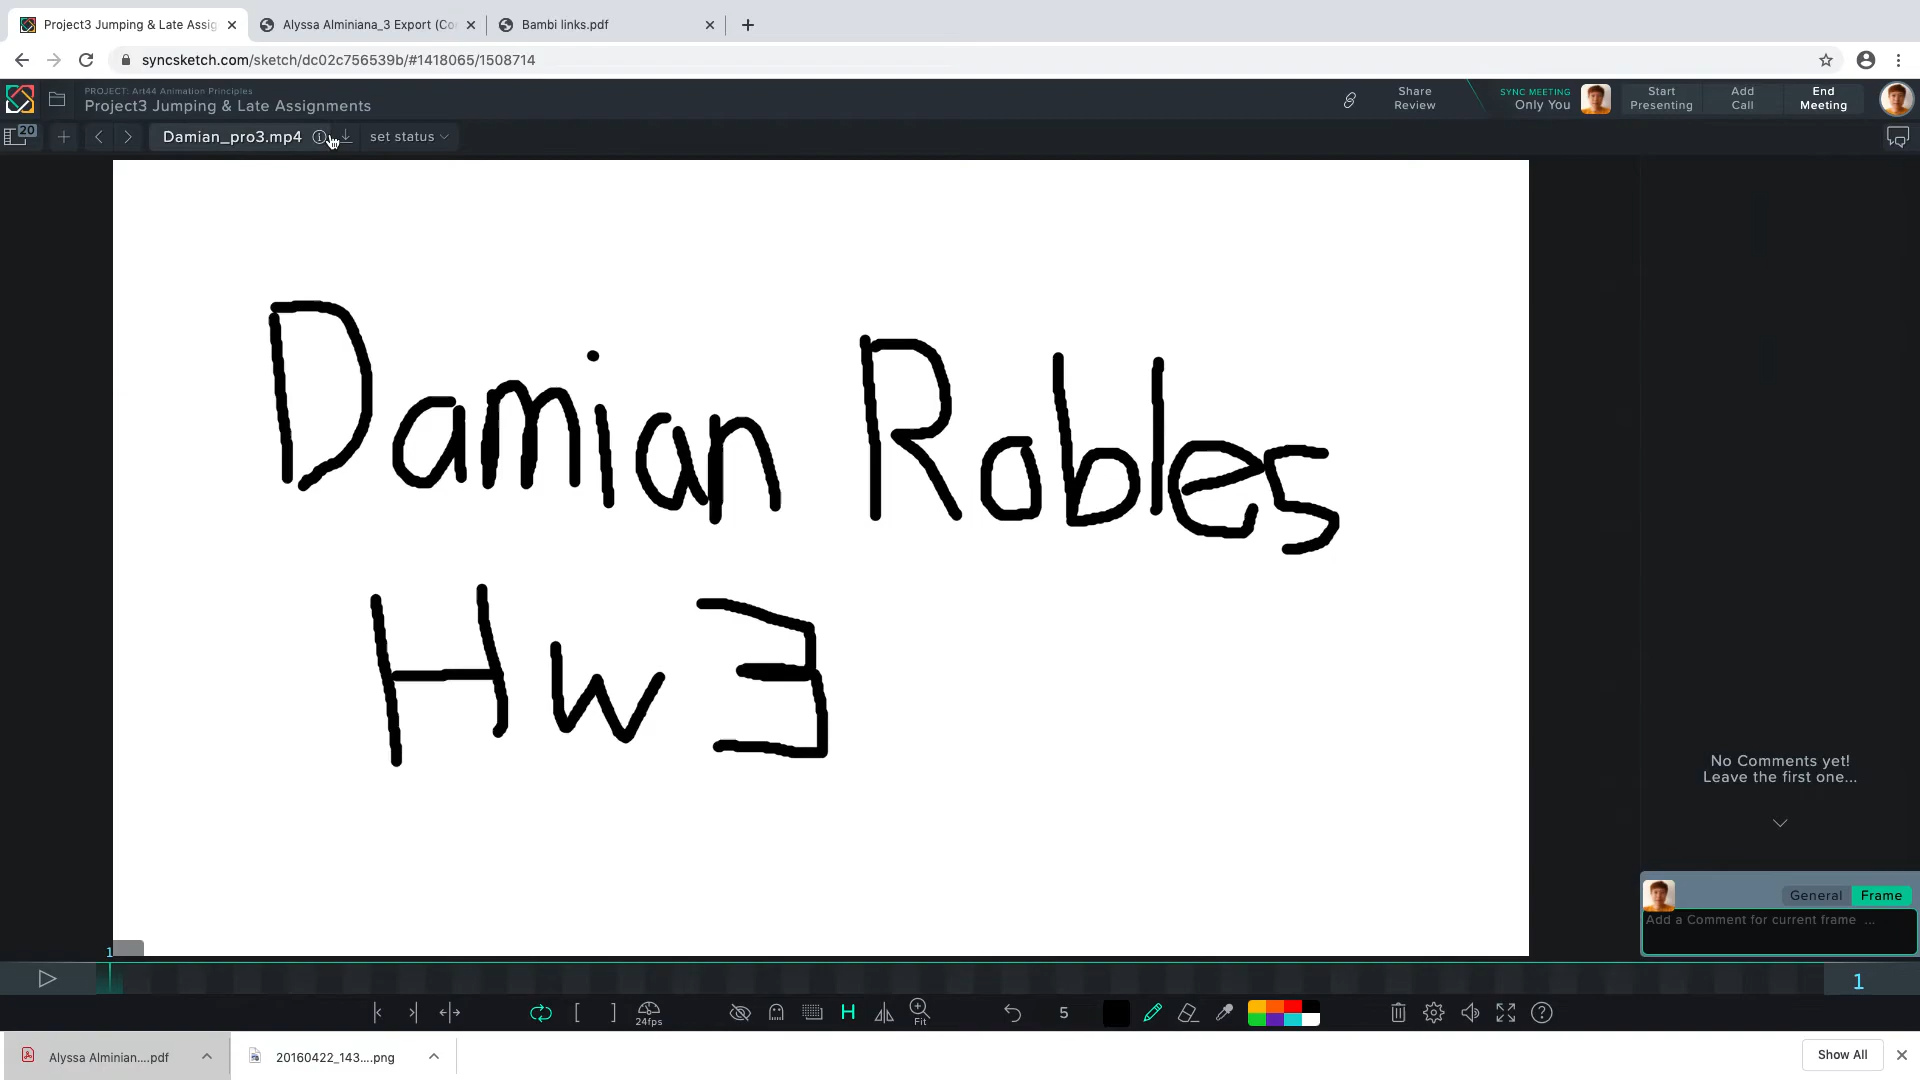 Project3 Jumping & Late Assig
Alyssa Alminiana_3 Export (Co
Bambi links.pdf
syncsketch.com/sketch/dc02c756539b/#1418065/1508714
PROJECT: Art44 Animation Principles
Project3 Jumping & Late Assignments
Share Review
SYNC MEETING
Only You
Start Presenting
Add Call
End Meeting
20
Damian_pro3.mp4
set status
Damian Robles
Hw 3
No Comments yet!
Leave the first one...
General
Frame
Add a Comment for current frame ...
1
1
24fps
H
Fit
5
Alyssa Alminian....pdf
20160422_143....png
Show All